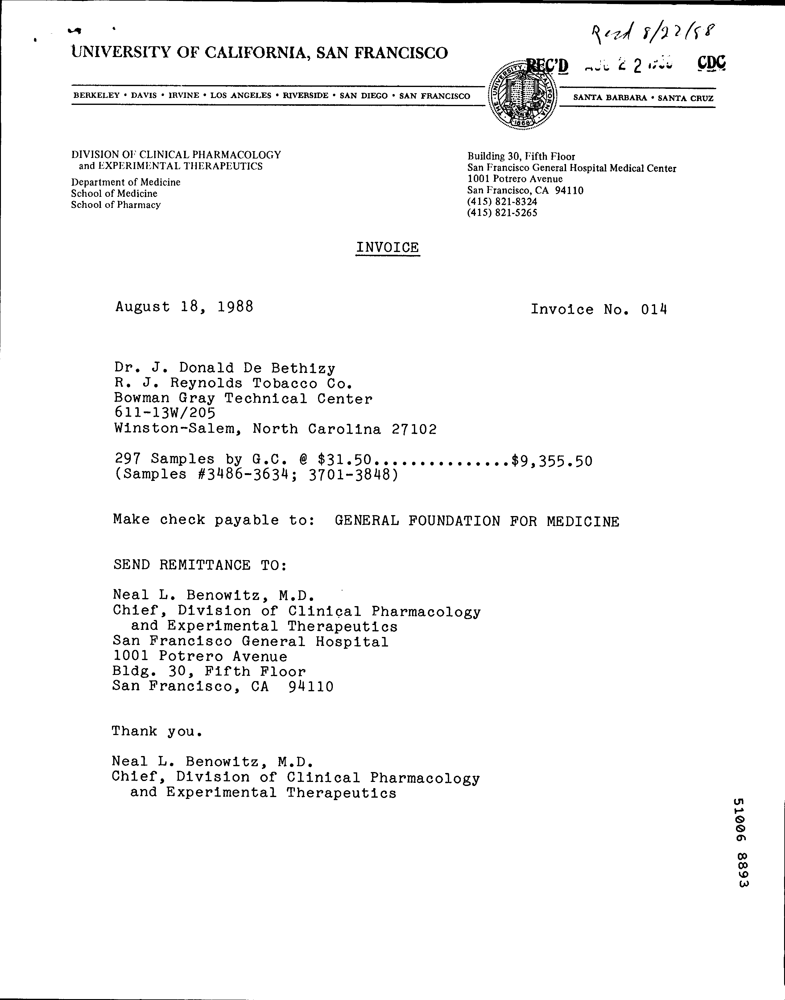 Recd 8/22/88
UNIVERSITY OF CALIFORNIA, SAN FRANCISCO
REC'D 22 CDC
BERKELEY • DAVIS • IRVINE • LOS ANGELES • RIVERSIDE • SAN DIEGO • SAN FRANCISCO
SANTA BARBARA • SANTA CRUZ
DIVISION OF CLINICAL PHARMACOLOGY
and EXPERIMENTAL THERAPEUTICS
Department of Medicine
School of Medicine
School of Pharmacy
Building 30, Fifth Floor
San Francisco General Hospital Medical Center
1001 Potrero Avenue
San Francisco, CA 94110
(415) 821-8324
(415) 821-5265
INVOICE
August 18, 1988
Invoice No. 014
Dr. J. Donald De Bethizy
R. J. Reynolds Tobacco Co.
Bowman Gray Technical Center
611-13W/205
Winston-Salem, North Carolina 27102
297 Samples by G.C. @ $31.50...............$9,355.50
(Samples #3486-3634; 3701-3848)
Make check payable to: GENERAL FOUNDATION FOR MEDICINE
SEND REMITTANCE TO:
Neal L. Benowitz, M.D.
Chief, Division of Clinical Pharmacology
and Experimental Therapeutics
San Francisco General Hospital
1001 Potrero Avenue
Bldg. 30, Fifth Floor
San Francisco, CA 94110
Thank you.
Neal L. Benowitz, M.D.
Chief, Division of Clinical Pharmacology
and Experimental Therapeutics
51006 8893